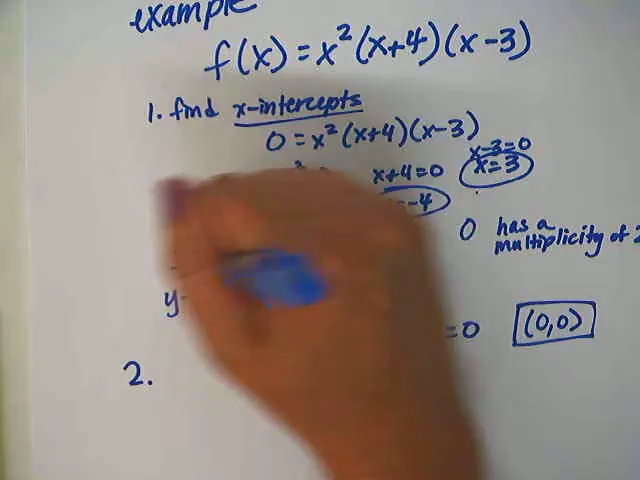 example
f(x) = x² (x+4)(x-3)
1. find x-intercepts
0 = x² (x+4)(x-3)
x+4=0
x-3=0
x=3
-4
0 has a
multiplicity of 2
y-
=0 (0,0)
2.